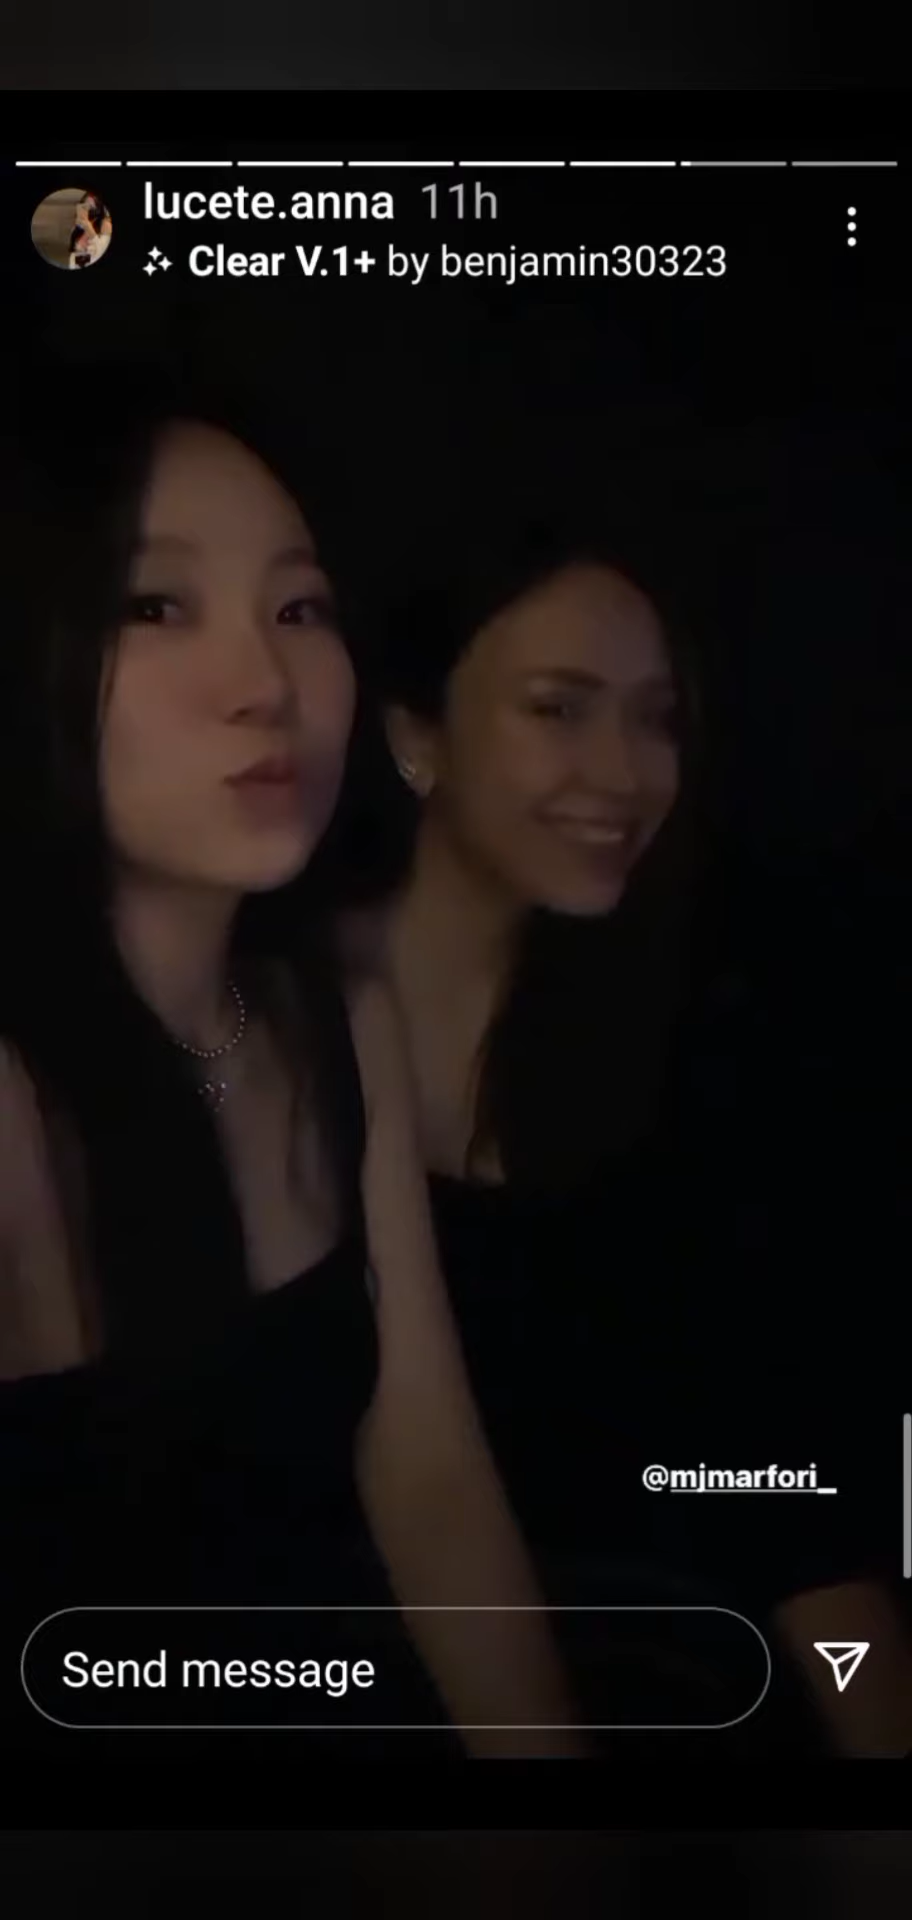 lucete.anna 11h
Clear V.1+ by benjamin30323
@mjmarfori_
Send message